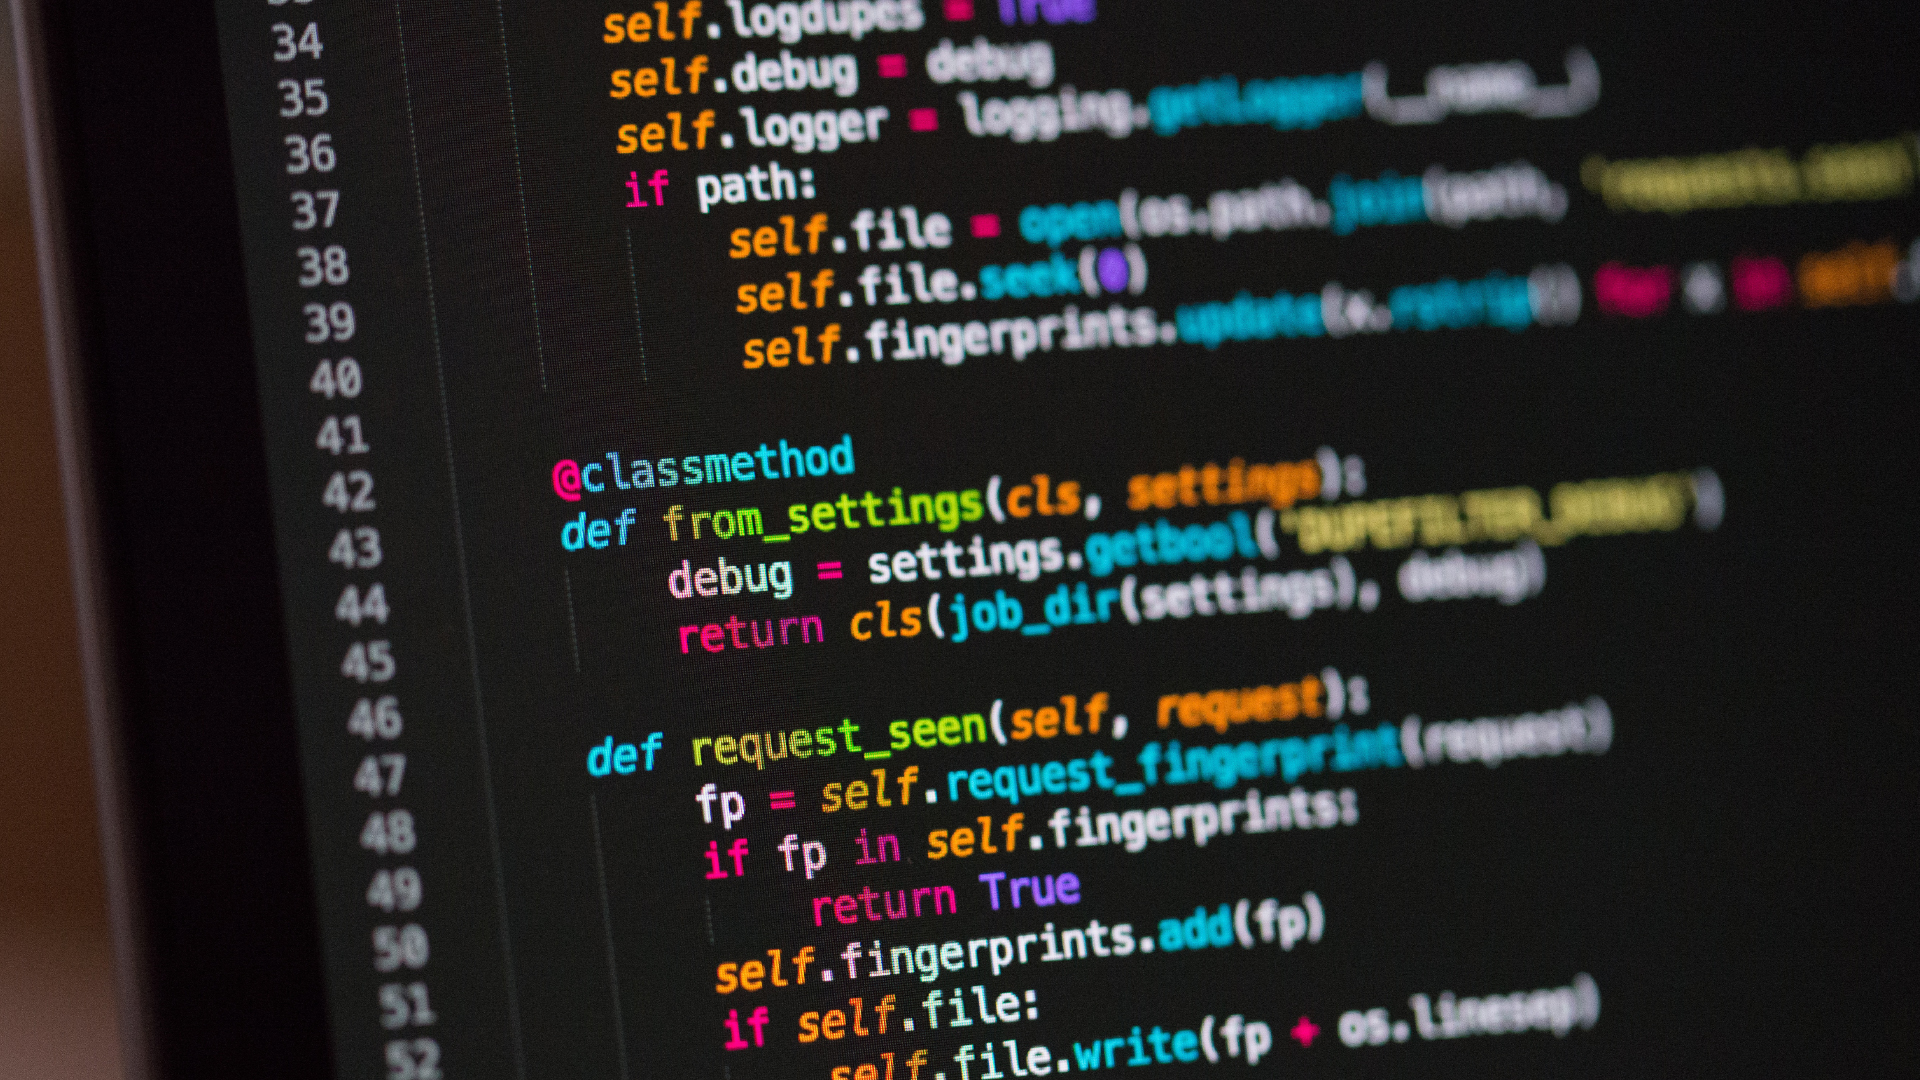 34 self.logdupes = True
35 self.debug = debug
36 self.logger = logging.getLogger(__name__)
37 if path:
38 self.file = open(os.path.join(path, 'requests.seen'
39 self.file.seek(0)
40 self.fingerprints.update(x.rstrip() for x in self.
41
42 @classmethod
43 def from_settings(cls, settings):
44 debug = settings.getbool('DUPEFILTER_DEBUG')
45 return cls(job_dir(settings), debug)
46
47 def request_seen(self, request):
48 fp = self.request_fingerprint(request)
49 if fp in self.fingerprints:
50 return True
51 self.fingerprints.add(fp)
52 if self.file:
self.file.write(fp + os.linesep)